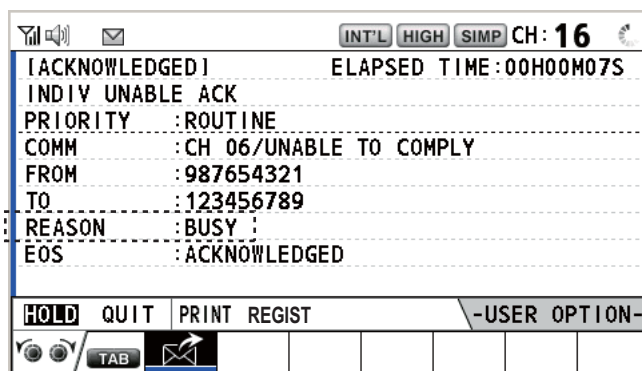 INT'L HIGH SIMP CH: 16
[ACKNOWLEDGED] ELAPSED TIME:00H00M07S
INDIV UNABLE ACK
PRIORITY :ROUTINE
COMM :CH 06/UNABLE TO COMPLY
FROM :987654321
TO :123456789
REASON :BUSY
EOS :ACKNOWLEDGED
HOLD QUIT PRINT REGIST -USER OPTION-
TAB